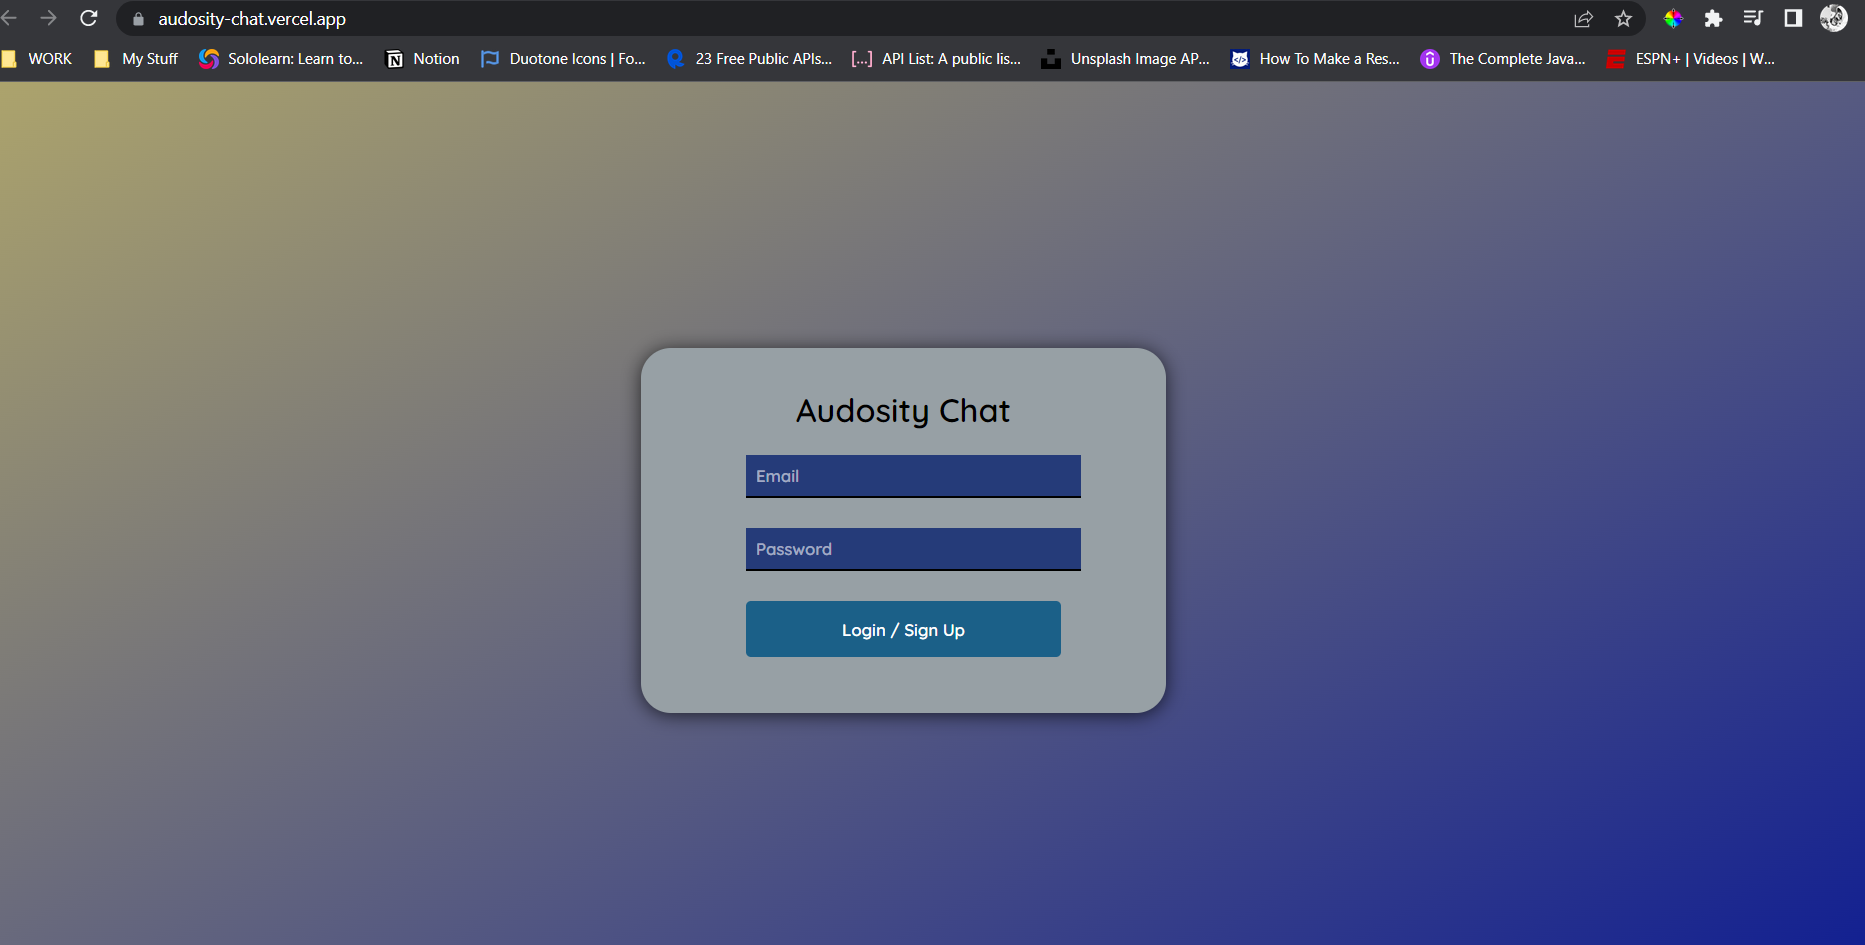 audosity-chat.vercel.app
WORK My Stuff Sololearn: Learn to... Notion Duotone Icons | Fo... 23 Free Public APIs... API List: A public lis... Unsplash Image AP... How To Make a Res... The Complete Java... ESPN+ | Videos | W...
Audosity Chat
Email
Password
Login / Sign Up